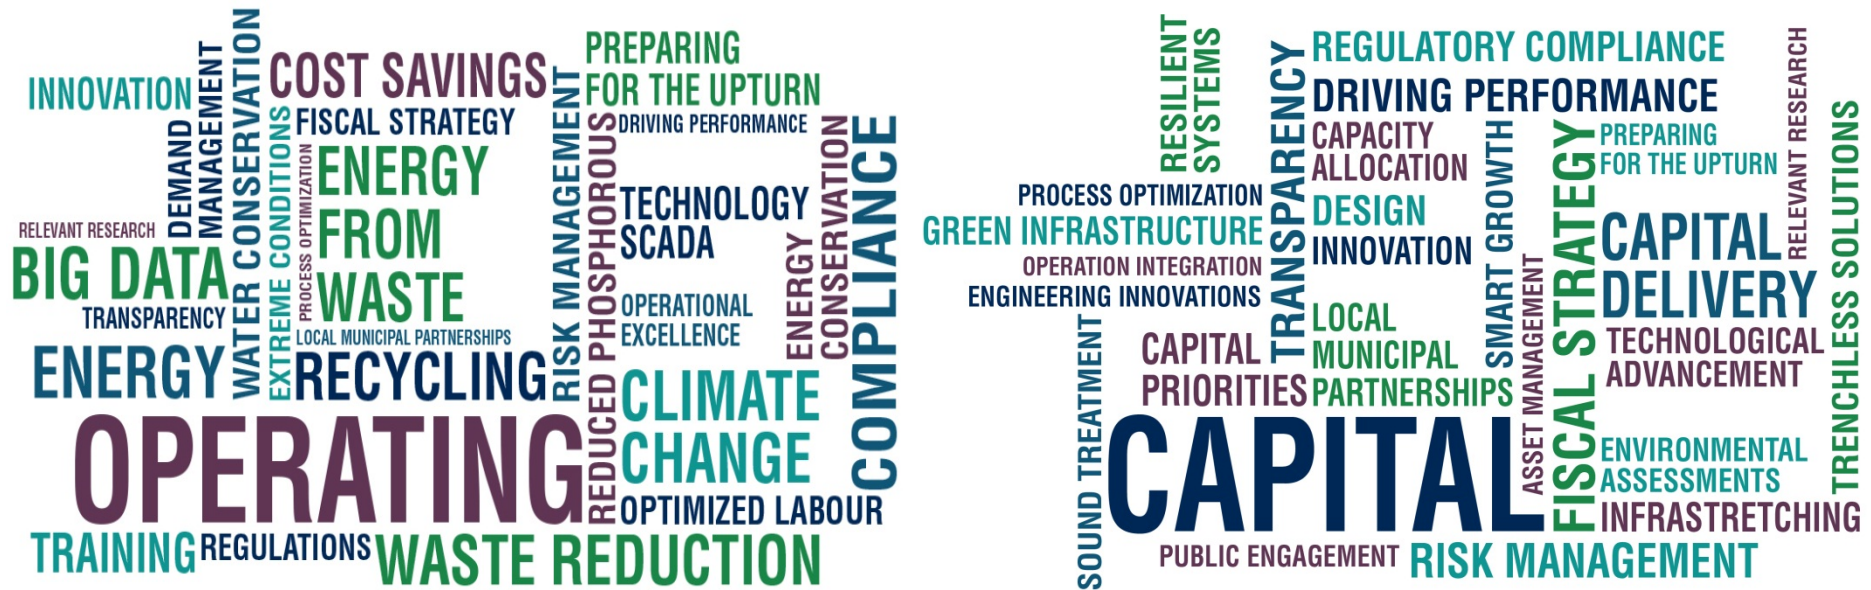 INNOVATION
DEMAND
MANAGEMENT
WATER CONSERVATION
COST SAVINGS
FISCAL STRATEGY
EXTREME CONDITIONS
PROCESS OPTIMIZATION
ENERGY
FROM
WASTE
LOCAL MUNICIPAL PARTNERSHIPS
RECYCLING
RELEVANT RESEARCH
BIG DATA
TRANSPARENCY
ENERGY
RISK MANAGEMENT
PREPARING
FOR THE UPTURN
DRIVING PERFORMANCE
REDUCED PHOSPHOROUS
TECHNOLOGY
SCADA
OPERATIONAL
EXCELLENCE
ENERGY
CONSERVATION
COMPLIANCE
CLIMATE
CHANGE
OPTIMIZED LABOUR
OPERATING
TRAINING
REGULATIONS
WASTE REDUCTION
RESILIENT
SYSTEMS
TRANSPARENCY
REGULATORY COMPLIANCE
DRIVING PERFORMANCE
CAPACITY
ALLOCATION
DESIGN
INNOVATION
SMART GROWTH
PROCESS OPTIMIZATION
GREEN INFRASTRUCTURE
OPERATION INTEGRATION
ENGINEERING INNOVATIONS
LOCAL
MUNICIPAL
PARTNERSHIPS
CAPITAL
PRIORITIES
SOUND TREATMENT
CAPITAL
ASSET MANAGEMENT
FISCAL STRATEGY
PREPARING
FOR THE UPTURN
RELEVANT RESEARCH
CAPITAL
DELIVERY
TECHNOLOGICAL
ADVANCEMENT
TRENCHLESS SOLUTIONS
ENVIRONMENTAL
ASSESSMENTS
INFRASTRETCHING
PUBLIC ENGAGEMENT
RISK MANAGEMENT